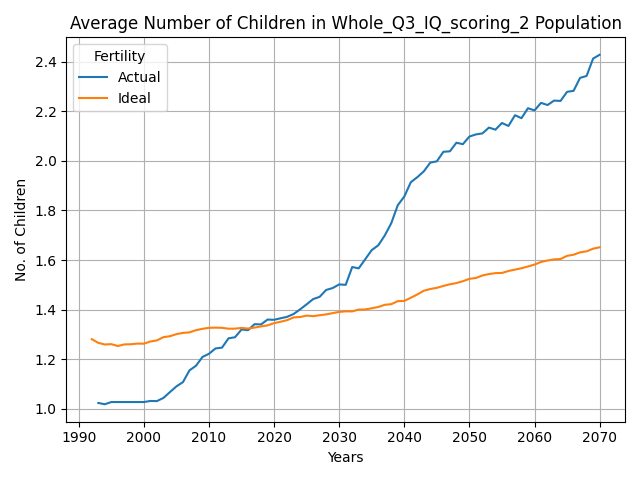 Average Number of Children in Whole_Q3_IQ_scoring_2 Population
Fertility
Actual
Ideal
No. of Children
2.4
2.2
2.0
1.8
1.6
1.4
1.2
1.0
1990 2000 2010 2020 2030 2040 2050 2060 2070
Years